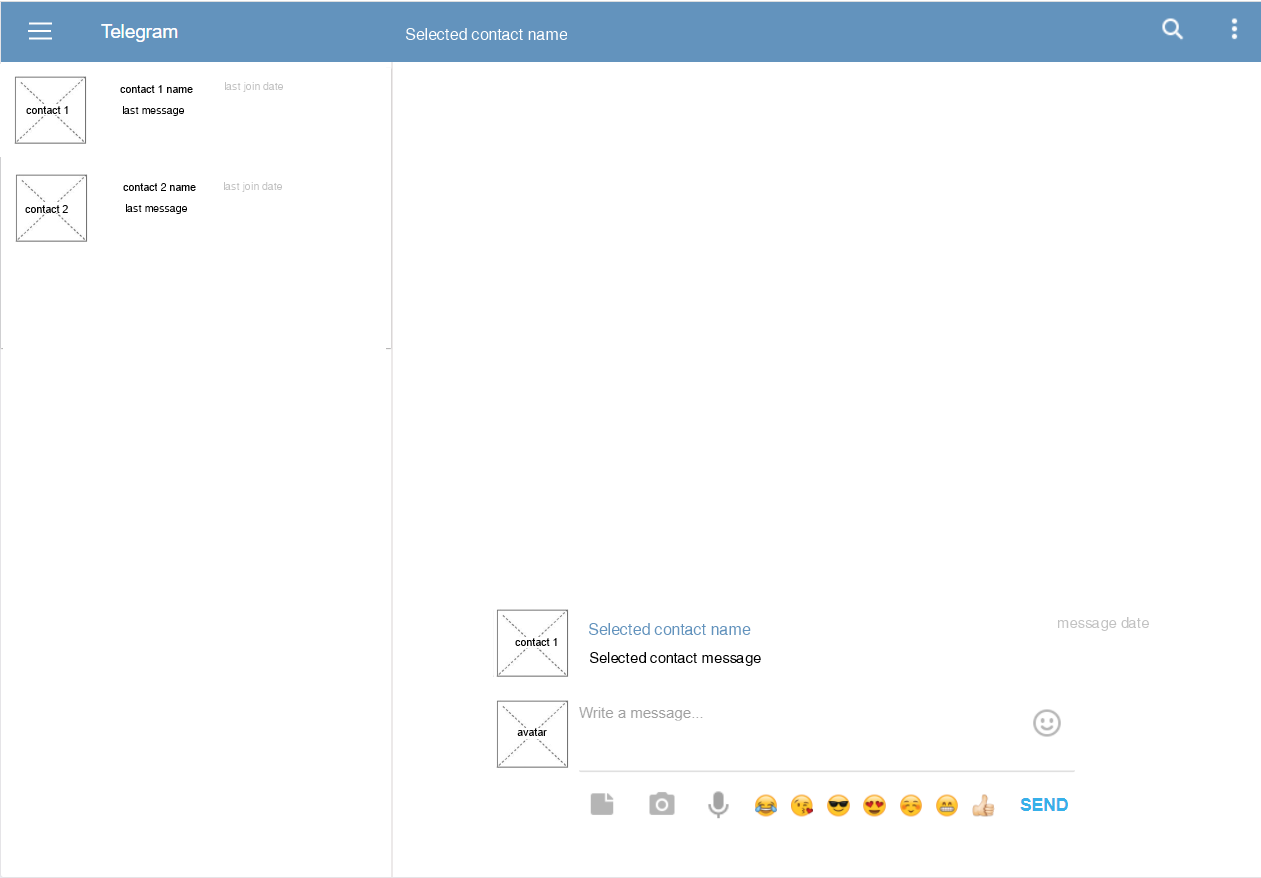 Telegram
Selected contact name
contact 1
contact 1 name
last join date
last message
contact 2
contact 2 name
last join date
last message
contact 1
Selected contact name
message date
Selected contact message
avatar
Write a message...
SEND